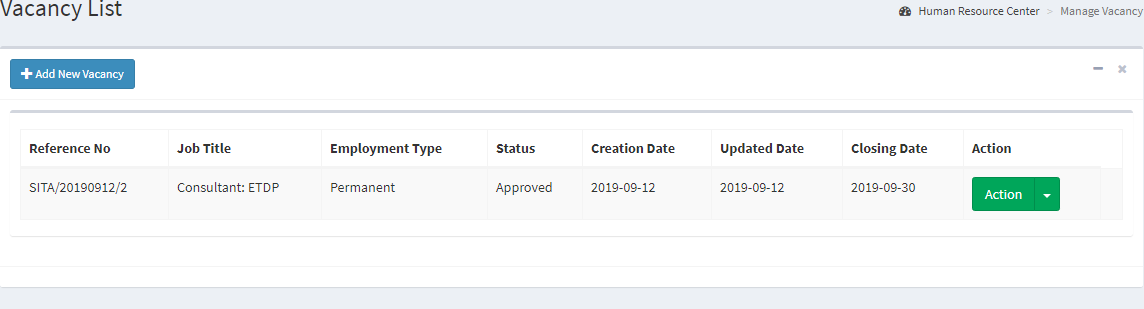 Vacancy List
Human Resource Center > Manage Vacancy
Add New Vacancy
Reference No Job Title Employment Type Status Creation Date Updated Date Closing Date Action
SITA/20190912/2 Consultant: ETDP Permanent Approved 2019-09-12 2019-09-12 2019-09-30 Action